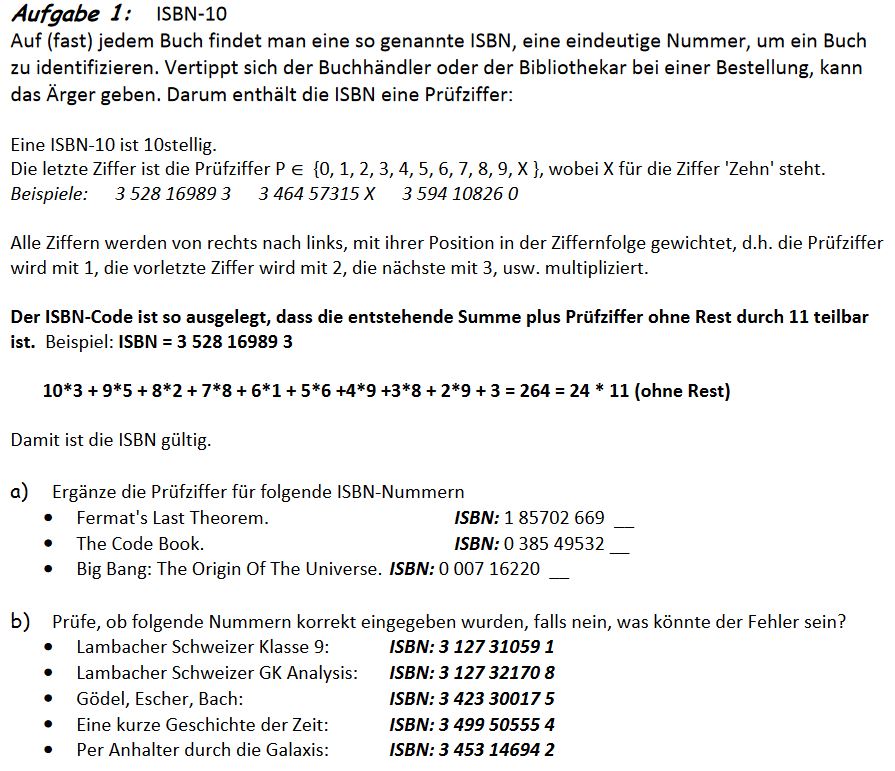 Aufgabe 1: ISBN-10
Auf (fast) jedem Buch findet man eine so genannte ISBN, eine eindeutige Nummer, um ein Buch
zu identifizieren. Vertippt sich der Buchhändler oder der Bibliothekar bei einer Bestellung, kann
das Ärger geben. Darum enthält die ISBN eine Prüfziffer:
Eine ISBN-10 ist 10stellig.
Die letzte Ziffer ist die Prüfziffer P ∈ {0, 1, 2, 3, 4, 5, 6, 7, 8, 9, X }, wobei X für die Ziffer 'Zehn' steht.
Beispiele: 3 528 16989 3 3 464 57315 X 3 594 10826 0
Alle Ziffern werden von rechts nach links, mit ihrer Position in der Ziffernfolge gewichtet, d.h. die Prüfziffer
wird mit 1, die vorletzte Ziffer wird mit 2, die nächste mit 3, usw. multipliziert.
Der ISBN-Code ist so ausgelegt, dass die entstehende Summe plus Prüfziffer ohne Rest durch 11 teilbar
ist. Beispiel: ISBN = 3 528 16989 3
10*3 + 9*5 + 8*2 + 7*8 + 6*1 + 5*6 +4*9 +3*8 + 2*9 + 3 = 264 = 24 * 11 (ohne Rest)
Damit ist die ISBN gültig.
a) Ergänze die Prüfziffer für folgende ISBN-Nummern
• Fermat's Last Theorem. ISBN: 1 85702 669 __
• The Code Book. ISBN: 0 385 49532 __
• Big Bang: The Origin Of The Universe. ISBN: 0 007 16220 __
b) Prüfe, ob folgende Nummern korrekt eingegeben wurden, falls nein, was könnte der Fehler sein?
• Lambacher Schweizer Klasse 9: ISBN: 3 127 31059 1
• Lambacher Schweizer GK Analysis: ISBN: 3 127 32170 8
• Gödel, Escher, Bach: ISBN: 3 423 30017 5
• Eine kurze Geschichte der Zeit: ISBN: 3 499 50555 4
• Per Anhalter durch die Galaxis: ISBN: 3 453 14694 2